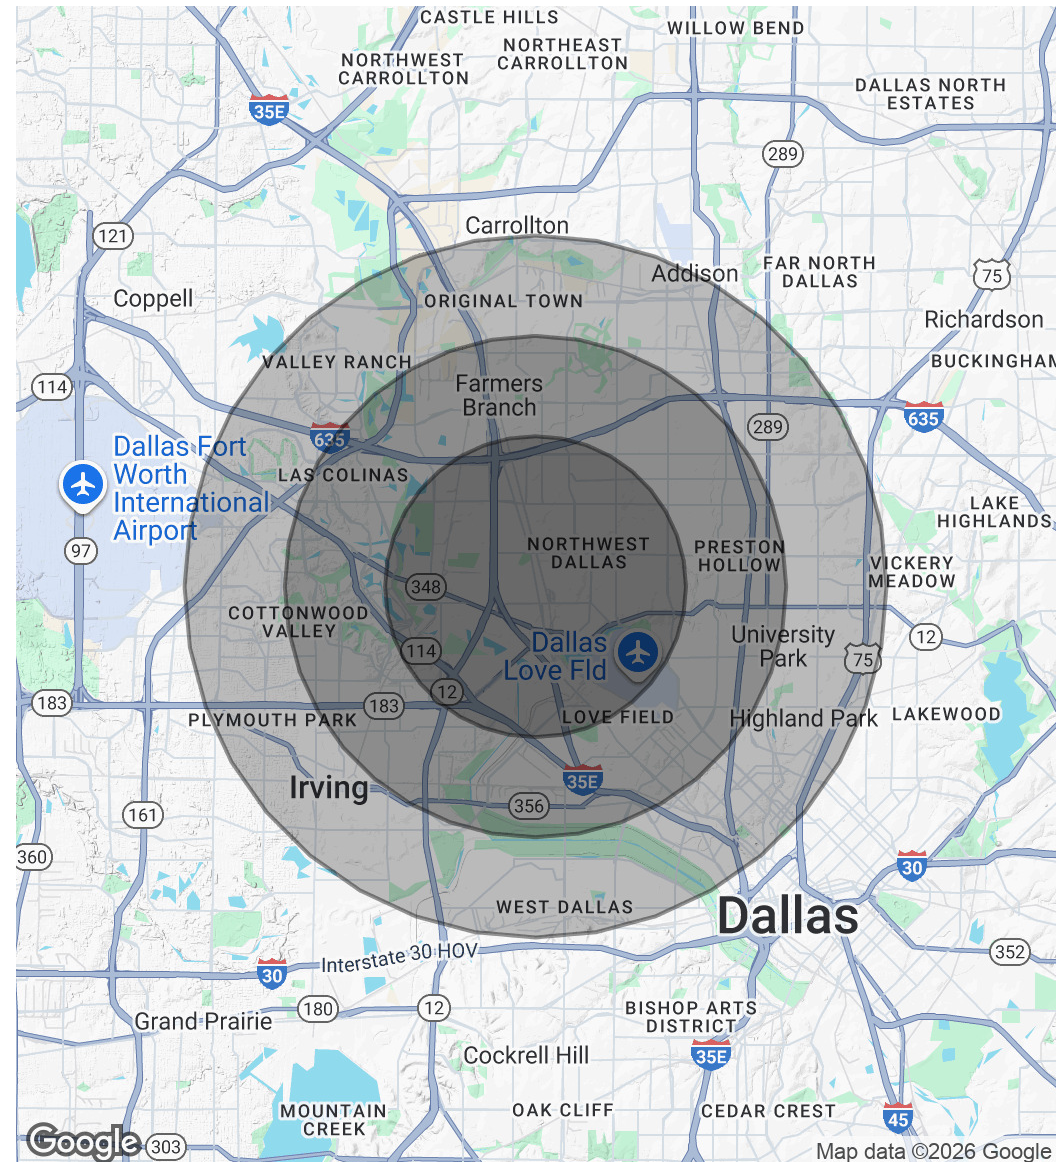 CASTLE HILLS
WILLOW BEND
NORTHEAST
CARROLLTON
NORTHWEST
CARROLLTON
DALLAS NORTH
ESTATES
35E
289
Carrollton
121
FAR NORTH
DALLAS
Addison
75
Coppell
ORIGINAL TOWN
Richardson
VALLEY RANCH
BUCKINGHAM
114
Farmers
Branch
635
289
635
Dallas Fort
Worth
International
Airport
LAS COLINAS
LAKE
HIGHLANDS
97
NORTHWEST
DALLAS
PRESTON
HOLLOW
VICKERY
MEADOW
348
COTTONWOOD
VALLEY
University
Park
12
114
Dallas
Love Fld
75
12
183
183
PLYMOUTH PARK
LOVE FIELD
Highland Park
LAKEWOOD
Irving
35E
356
161
360
30
WEST DALLAS
Dallas
Interstate 30 HOV
352
30
180
12
Grand Prairie
BISHOP ARTS
DISTRICT
Cockrell Hill
35E
MOUNTAIN
CREEK
OAK CLIFF
CEDAR CREST
45
Google
303
Map data ©2026 Google